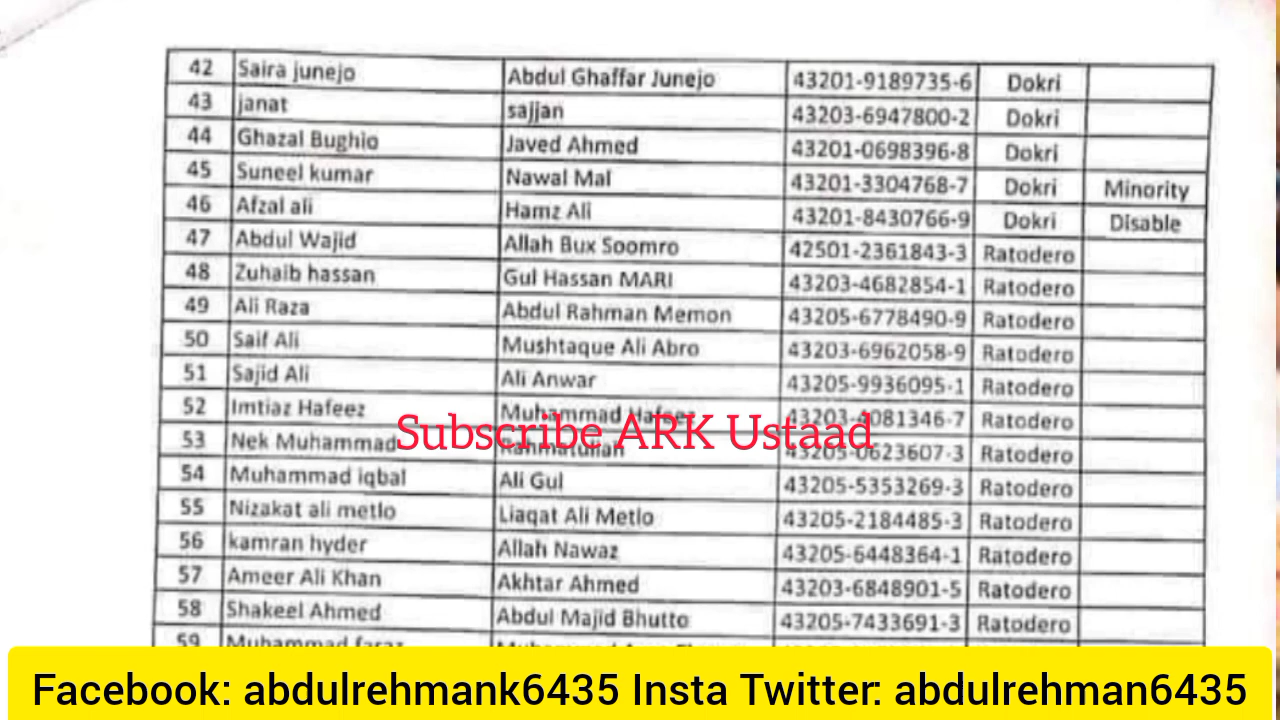 42 Saira junejo Abdul Ghaffar Junejo 43201-9189735-6 Dokri
43 janat sajjan 43203-6947800-2 Dokri
44 Ghazal Bughio Javed Ahmed 43201-0698396-8 Dokri
45 Suneel kumar Nawal Mal 43201-3304768-7 Dokri Minority
46 Afzal ali Hamz Ali 43201-8430766-9 Dokri Disable
47 Abdul Wajid Allah Bux Soomro 42501-2361843-3 Ratodero
48 Zuhaib hassan Gul Hassan MARI 43203-4682854-1 Ratodero
49 Ali Raza Abdul Rahman Memon 43205-6778490-9 Ratodero
50 Saif Ali Mushtaque Ali Abro 43203-6962058-9 Ratodero
51 Sajid Ali Ali Anwar 43205-9936095-1 Ratodero
52 Imtiaz Hafeez Muhammad Hafeez Ratodero
Subscribe ARK Ustaad
53 Nek Muhammad Rahmatullah Ratodero
54 Muhammad iqbal Ali Gul 43205-5353269-3 Ratodero
55 Nizakat ali metlo Liaqat Ali Metlo 43205-2184485-3 Ratodero
56 kamran hyder Allah Nawaz 43205-6448364-1 Ratodero
57 Ameer Ali Khan Akhtar Ahmed 43203-6848901-5 Ratodero
58 Shakeel Ahmed Abdul Majid Bhutto 43205-7433691-3 Ratodero
59 Muhammad faraz
Facebook: abdulrehmank6435 Insta Twitter: abdulrehman6435